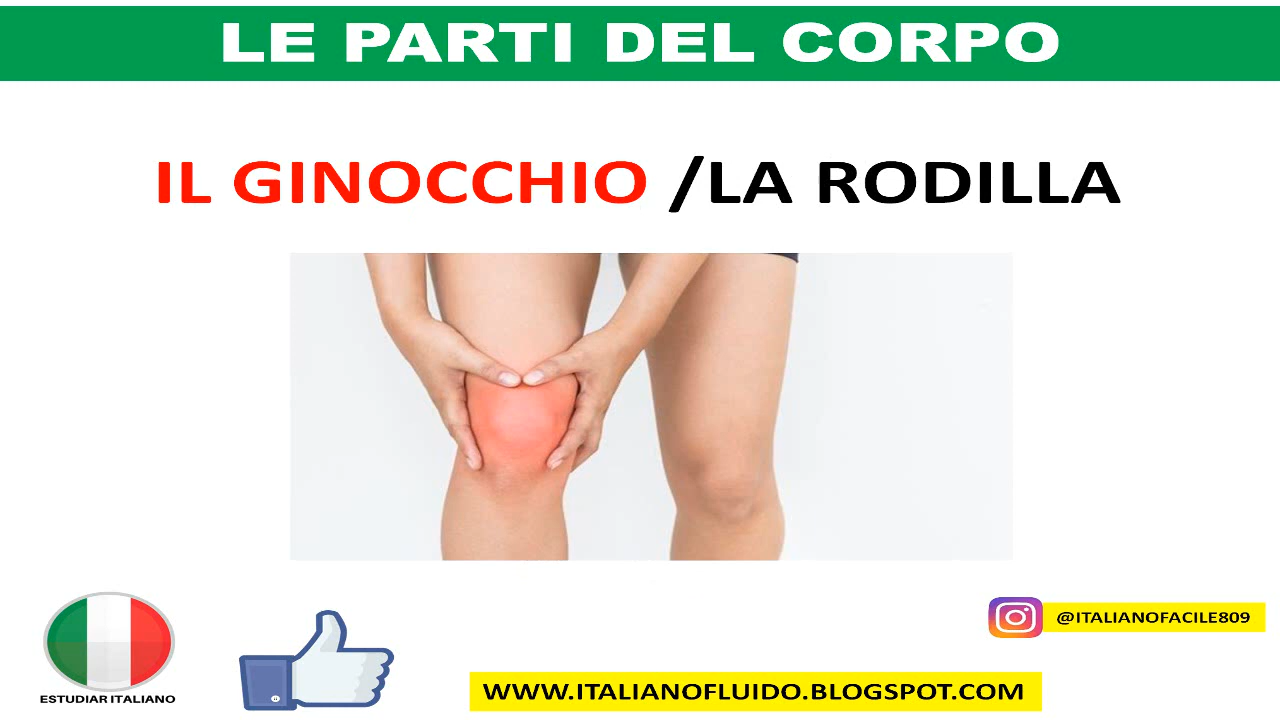 LE PARTI DEL CORPO
IL GINOCCHIO /LA RODILLA
@ITALIANOFACILE809
ESTUDIAR ITALIANO
WWW.ITALIANOFLUIDO.BLOGSPOT.COM